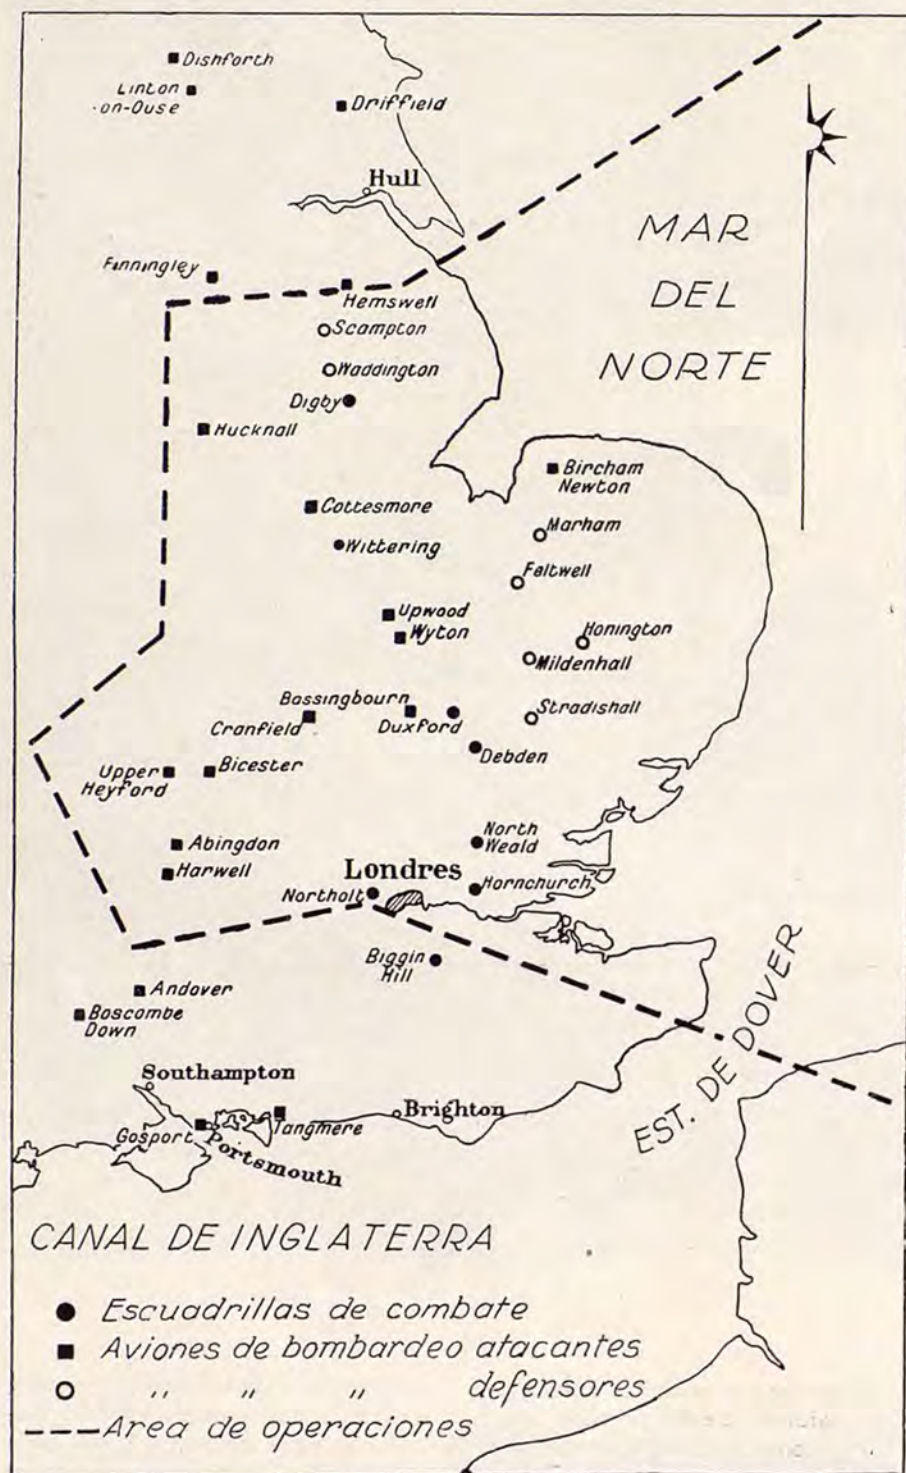 Dishforth
Linton
-on-Ouse
Driffield
Hull
MAR
DEL
NORTE
Finningley
Hemswell
Scampton
Waddington
Digby
Hucknall
Bircham
Newton
Cottesmore
Marham
Wittering
Feltwell
Upwood
Wyton
Honington
Mildenhall
Bassingbourn
Cranfield
Duxford
Stradishall
Debden
Upper
Heyford
Bicester
North
Weald
Abingdon
Harwell
Londres
Northolt
Hornchurch
Biggin
Hill
Andover
Boscombe
Down
EST. DE DOVER
Southampton
Brighton
Gosport
Tangmere
Portsmouth
CANAL DE INGLATERRA
Escuadrillas de combate
Aviones de bombardeo atacantes
,, ,, ,, defensores
Area de operaciones